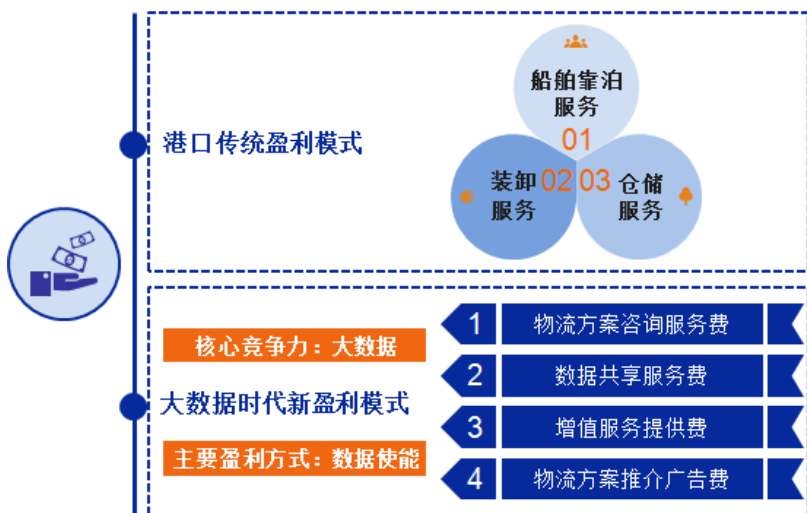 港口传统盈利模式
船舶靠泊
服务
01
装卸
服务
02
03
仓储
服务
核心竞争力：大数据
大数据时代新盈利模式
主要盈利方式：数据使能
1
物流方案咨询服务费
2
数据共享服务费
3
增值服务提供费
4
物流方案推介广告费